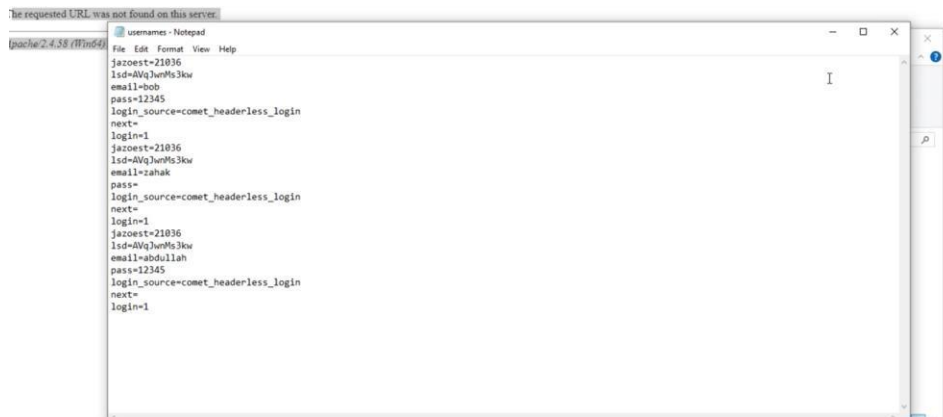 The requested URL was not found on this server.
Apache/2.4.58 (Win64)
usernames - Notepad
File Edit Format View Help
jazoest=21036
lsd=AVqJwnMs3kw
email=bob
pass=12345
login_source=comet_headerless_login
next=
login=1
jazoest=21036
lsd=AVqJwnMs3kw
email=zahak
pass=
login_source=comet_headerless_login
next=
login=1
jazoest=21036
lsd=AVqJwnMs3kw
email=abdullah
pass=12345
login_source=comet_headerless_login
next=
login=1